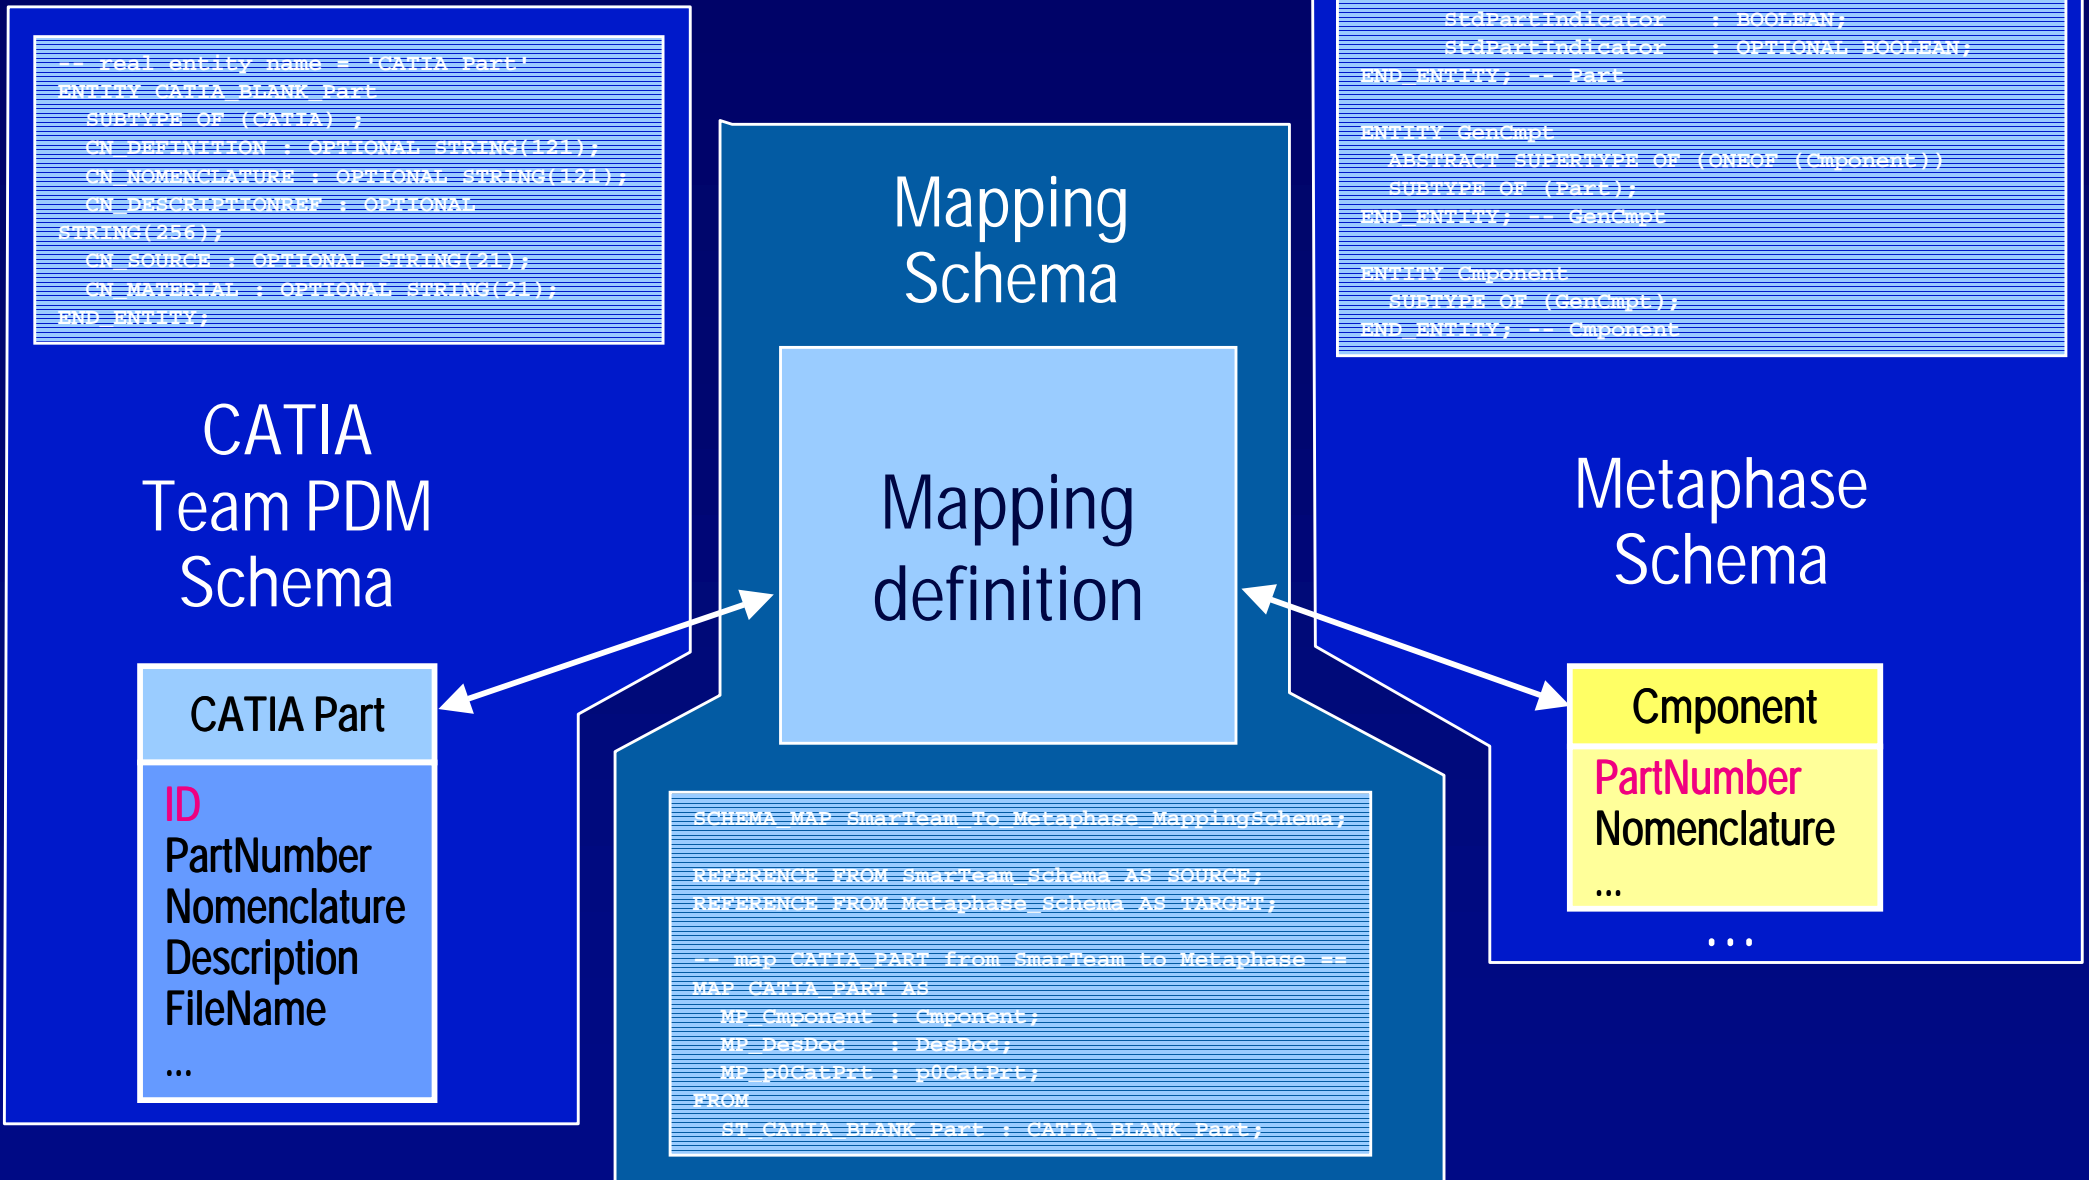 -- real entity name = 'CATIA Part'
ENTITY CATIA_BLANK_Part
SUBTYPE OF (CATIA) ;
CN_DEFINITION : OPTIONAL STRING(121);
CN_NOMENCLATURE : OPTIONAL STRING(121);
CN_DESCRIPTIONREF : OPTIONAL
STRING(256);
CN_SOURCE : OPTIONAL STRING(21);
CN_MATERIAL : OPTIONAL STRING(21);
END_ENTITY;
CATIA
Team PDM
Schema
CATIA Part
ID
PartNumber
Nomenclature
Description
FileName
...
Mapping
Schema
Mapping
definition
SCHEMA_MAP SmarTeam_To_Metaphase_MappingSchema;
REFERENCE FROM SmarTeam_Schema AS SOURCE;
REFERENCE FROM Metaphase_Schema AS TARGET;
-- map CATIA_PART from SmarTeam to Metaphase ==
MAP CATIA_PART AS
MP_Cmponent : Cmponent;
MP_DesDoc : DesDoc;
MP_p0CatPrt : p0CatPrt;
FROM
ST_CATIA_BLANK_Part : CATIA_BLANK_Part;
StdPartIndicator : BOOLEAN;
StdPartIndicator : OPTIONAL BOOLEAN;
END_ENTITY; -- Part
ENTITY GenCmpt
ABSTRACT SUPERTYPE OF (ONEOF (Cmponent))
SUBTYPE OF (Part);
END_ENTITY; -- GenCmpt
ENTITY Cmponent
SUBTYPE OF (GenCmpt);
END_ENTITY; -- Cmponent
Metaphase
Schema
Cmponent
PartNumber
Nomenclature
...
...